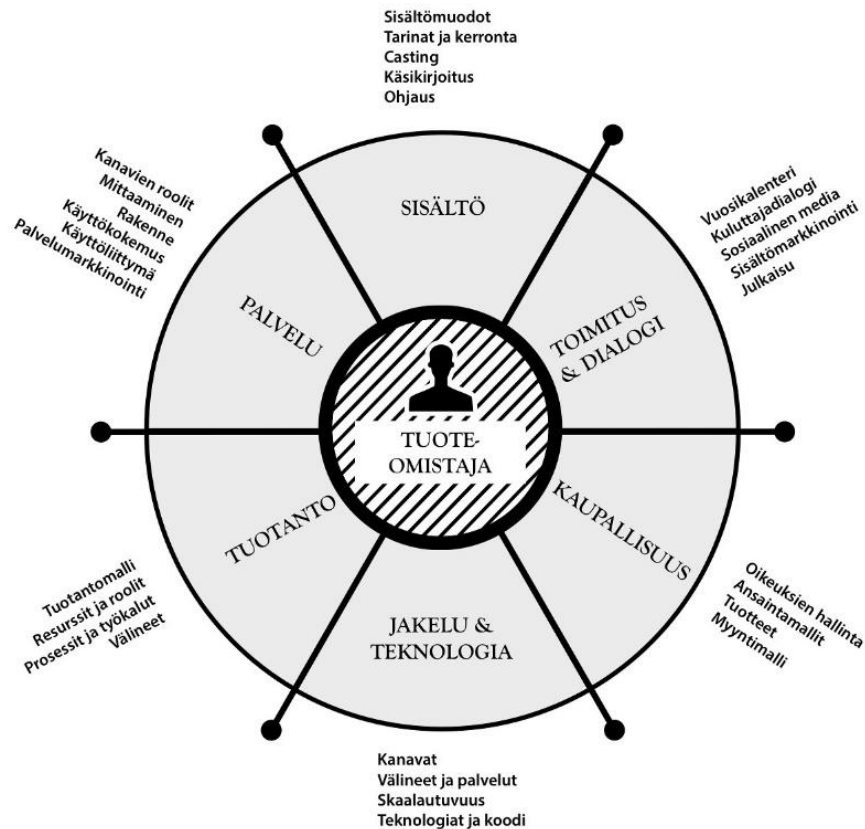 Sisältömuodot
Tarinat ja kerronta
Casting
Käsikirjoitus
Ohjaus
SISÄLTÖ
Vuosikalenteri
Kuluttajadialogi
Sosiaalinen media
Sisältömarkkinointi
Julkaisu
TOIMITUS
& DIALOGI
Oikeuksien hallinta
Ansaintamallit
Tuotteet
Myyntimalli
KAUPALLISUUS
JAKELU &
TEKNOLOGIA
Kanavat
Välineet ja palvelut
Skaalautuvuus
Teknologiat ja koodi
TUOTANTO
Tuotantomalli
Resurssit ja roolit
Prosessit ja työkalut
Välineet
PALVELU
Kanavien roolit
Mittaaminen
Rakenne
Käyttökokemus
Käyttöliittymä
Palvelumarkkinointi
TUOTE-
OMISTAJA